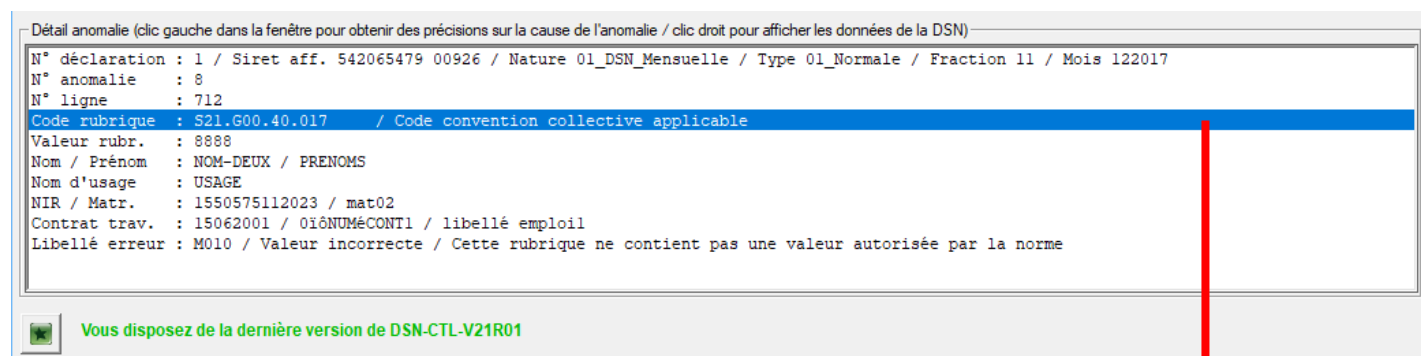 Détail anomalie (clic gauche dans la fenêtre pour obtenir des précisions sur la cause de l'anomalie / clic droit pour afficher les données de la DSN)
N° déclaration : 1 / Siret aff. 542065479 00926 / Nature 01_DSN_Mensuelle / Type 01_Normale / Fraction 11 / Mois 122017
N° anomalie : 8
N° ligne : 712
Code rubrique : S21.G00.40.017 / Code convention collective applicable
Valeur rubr. : 8888
Nom / Prénom : NOM-DEUX / PRENOMS
Nom d'usage : USAGE
NIR / Matr. : 1550575112023 / mat02
Contrat trav. : 15062001 / 0ïôNUMéCONT1 / libellé emploi1
Libellé erreur : M010 / Valeur incorrecte / Cette rubrique ne contient pas une valeur autorisée par la norme
Vous disposez de la dernière version de DSN-CTL-V21R01